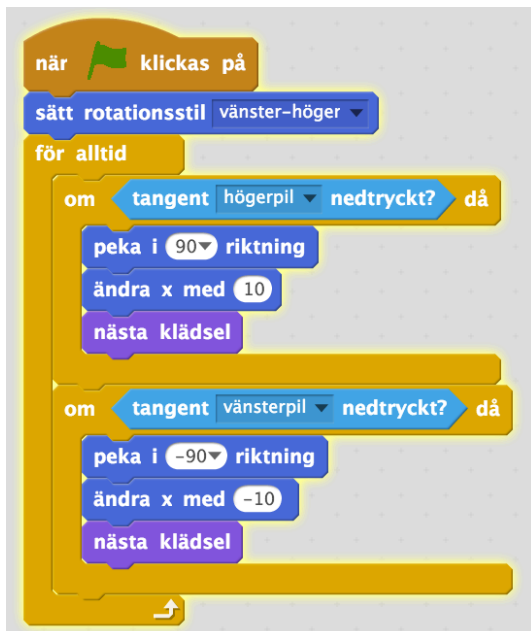 när klickas på
sätt rotationsstil vänster-höger
för alltid
om tangent högerpil nedtryckt? då
peka i 90 riktning
ändra x med 10
nästa klädsel
om tangent vänsterpil nedtryckt? då
peka i -90 riktning
ändra x med -10
nästa klädsel